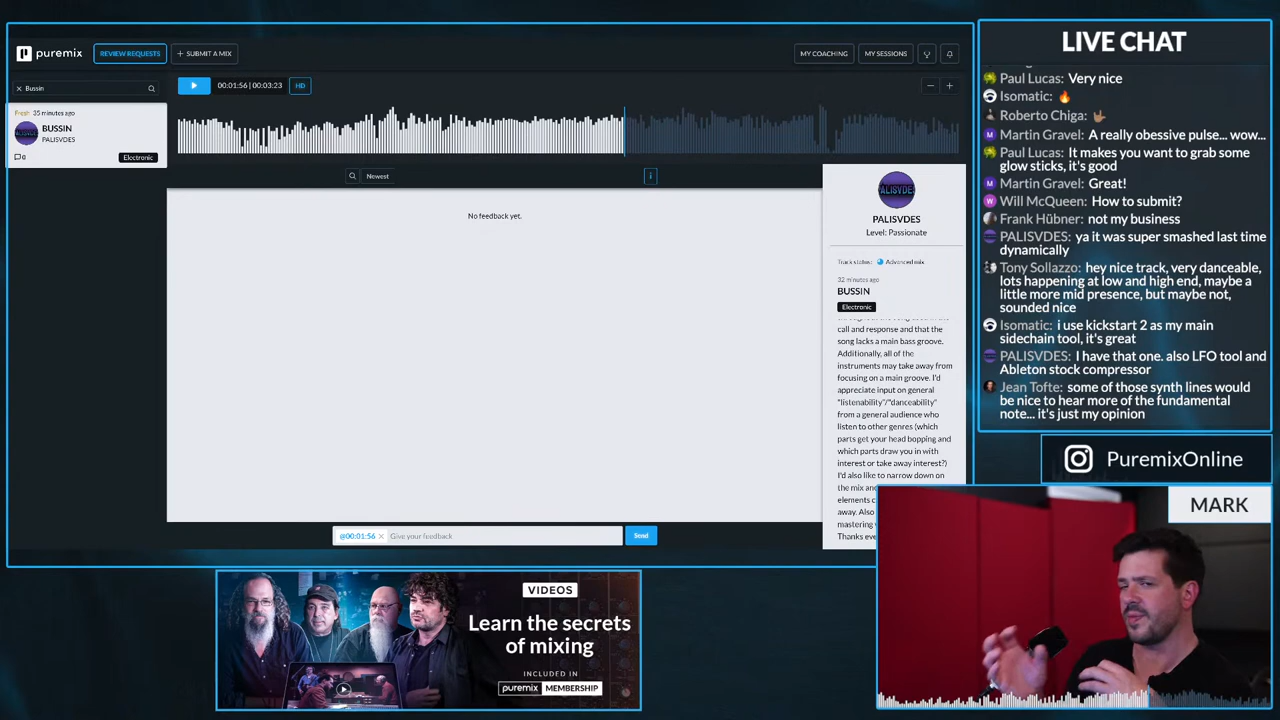 puremix
REVIEW REQUESTS
+ SUBMIT A MIX
MY COACHING
MY SESSIONS
× Bussin
00:01:56 | 00:03:23
HD
Fresh 35 minutes ago
BUSSIN
PALISVDES
0
Electronic
Newest
i
No feedback yet.
@00:01:56 ×
Give your feedback
Send
ALISVDE
PALISVDES
Level: Passionate
Track status: Advanced mix
32 minutes ago
BUSSIN
Electronic
call and response and that the
song lacks a main bass groove.
Additionally, all of the
instruments may take away from
focusing on a main groove. I'd
appreciate input on general
"listenability"/"danceability"
from a general audience who
listen to other genres (which
parts get your head bopping and
which parts draw you in with
interest or take away interest?)
I'd also like to narrow down on
the mix and
elements c
away. Also
mastering
Thanks eve
LIVE CHAT
Paul Lucas: Very nice
Isomatic: 🔥
Roberto Chiga: 🤟
Martin Gravel: A really obessive pulse... wow...
Paul Lucas: It makes you want to grab some
glow sticks, it's good
Martin Gravel: Great!
Will McQueen: How to submit?
Frank Hübner: not my business
PALISVDES: ya it was super smashed last time
dynamically
Tony Sollazzo: hey nice track, very danceable,
lots happening at low and high end, maybe a
little more mid presence, but maybe not,
sounded nice
Isomatic: i use kickstart 2 as my main
sidechain tool, it's great
PALISVDES: I have that one. also LFO tool and
Ableton stock compressor
Jean Tofte: some of those synth lines would
be nice to hear more of the fundamental
note... it's just my opinion
PuremixOnline
MARK
VIDEOS
Learn the secrets
of mixing
INCLUDED IN
puremix MEMBERSHIP